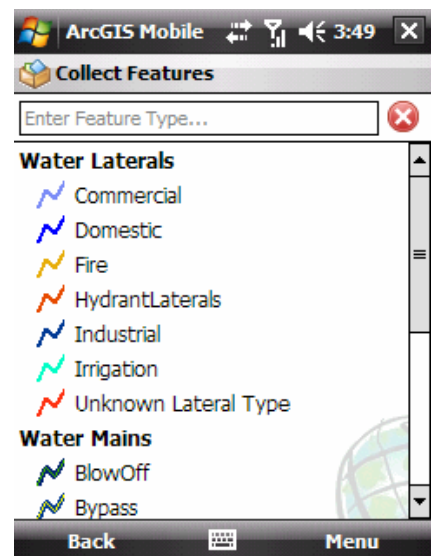 ArcGIS Mobile 3:49
Collect Features
Enter Feature Type...
Water Laterals
Commercial
Domestic
Fire
HydrantLaterals
Industrial
Irrigation
Unknown Lateral Type
Water Mains
BlowOff
Bypass
Back Menu